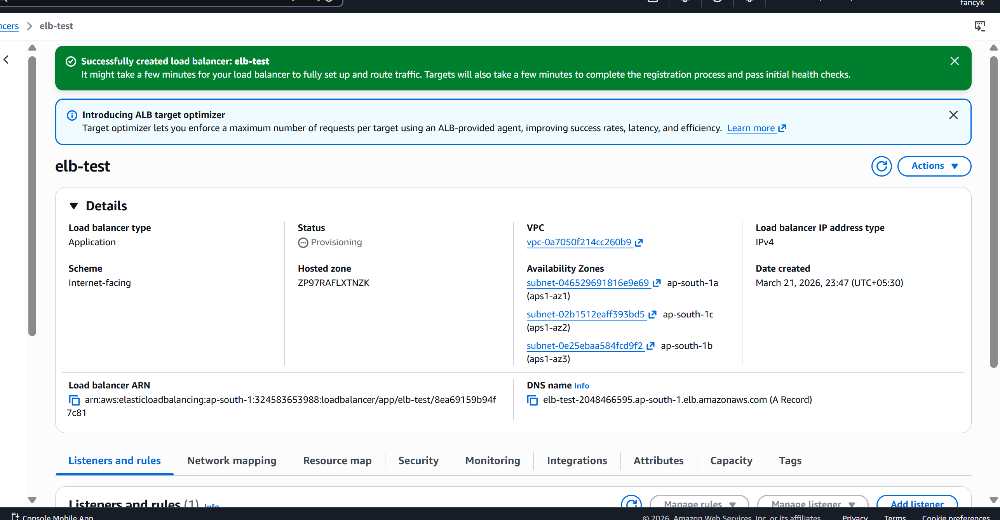 fancyk
ncers
elb-test
Successfully created load balancer: elb-test
It might take a few minutes for your load balancer to fully set up and route traffic. Targets will also take a few minutes to complete the registration process and pass initial health checks.
Introducing ALB target optimizer
Target optimizer lets you enforce a maximum number of requests per target using an ALB-provided agent, improving success rates, latency, and efficiency. Learn more
elb-test
Actions
Details
Load balancer type
Application
Status
Provisioning
VPC
vpc-0a7050f214cc260b9
Load balancer IP address type
IPv4
Scheme
Internet-facing
Hosted zone
ZP97RAFLXTNZK
Availability Zones
subnet-046529691816e9e69 ap-south-1a
(aps1-az1)
subnet-02b1512eaff393bd5 ap-south-1c
(aps1-az2)
subnet-0e25ebaa584fcd9f2 ap-south-1b
(aps1-az3)
Date created
March 21, 2026, 23:47 (UTC+05:30)
Load balancer ARN
arn:aws:elasticloadbalancing:ap-south-1:324583653988:loadbalancer/app/elb-test/8ea69159b94f
7c81
DNS name Info
elb-test-2048466595.ap-south-1.elb.amazonaws.com (A Record)
Listeners and rules
Network mapping
Resource map
Security
Monitoring
Integrations
Attributes
Capacity
Tags
Listeners and rules (1) Info
Manage rules
Manage listener
Add listener
Console Mobile App
© 2026, Amazon Web Services, Inc. or its affiliates.
Privacy
Terms
Cookie preferences